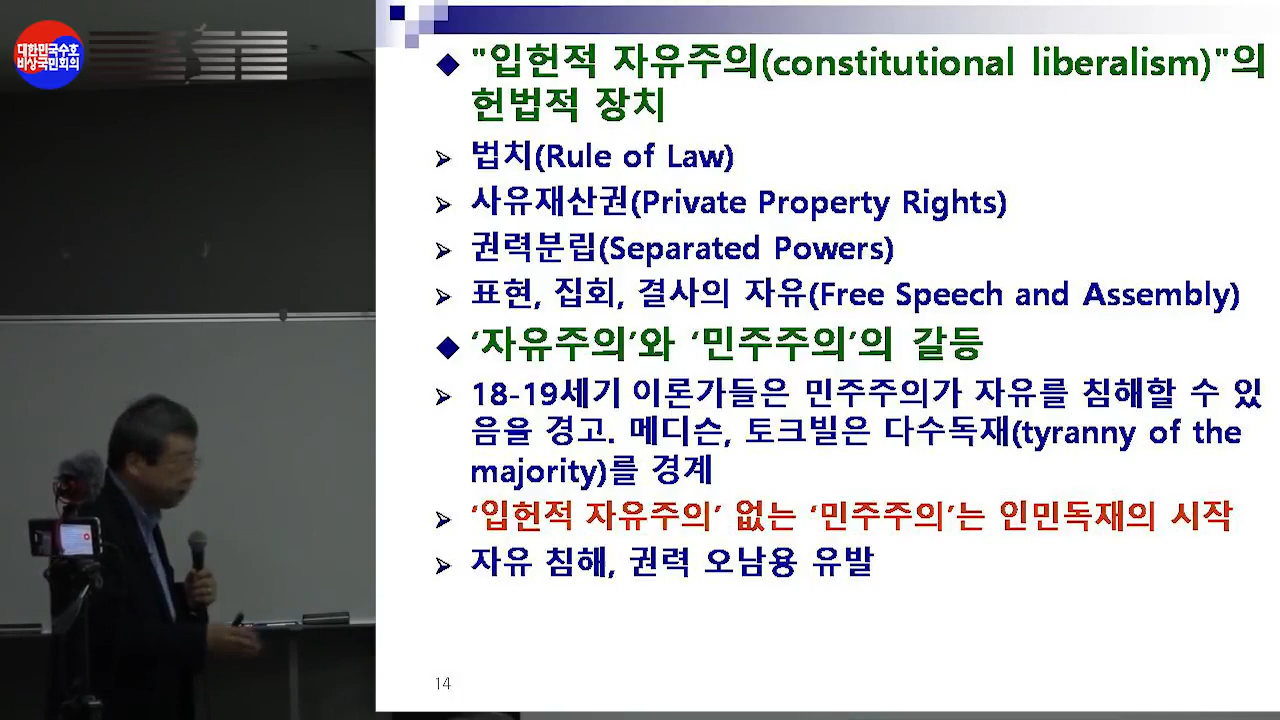 대한민국수호
비상국민회의
"입헌적 자유주의(constitutional liberalism)"의
헌법적 장치
법치(Rule of Law)
사유재산권(Private Property Rights)
권력분립(Separated Powers)
표현, 집회, 결사의 자유(Free Speech and Assembly)
‘자유주의’와 ‘민주주의’의 갈등
18-19세기 이론가들은 민주주의가 자유를 침해할 수 있
음을 경고. 메디슨, 토크빌은 다수독재(tyranny of the
majority)를 경계
‘입헌적 자유주의’ 없는 ‘민주주의’는 인민독재의 시작
자유 침해, 권력 오남용 유발
14